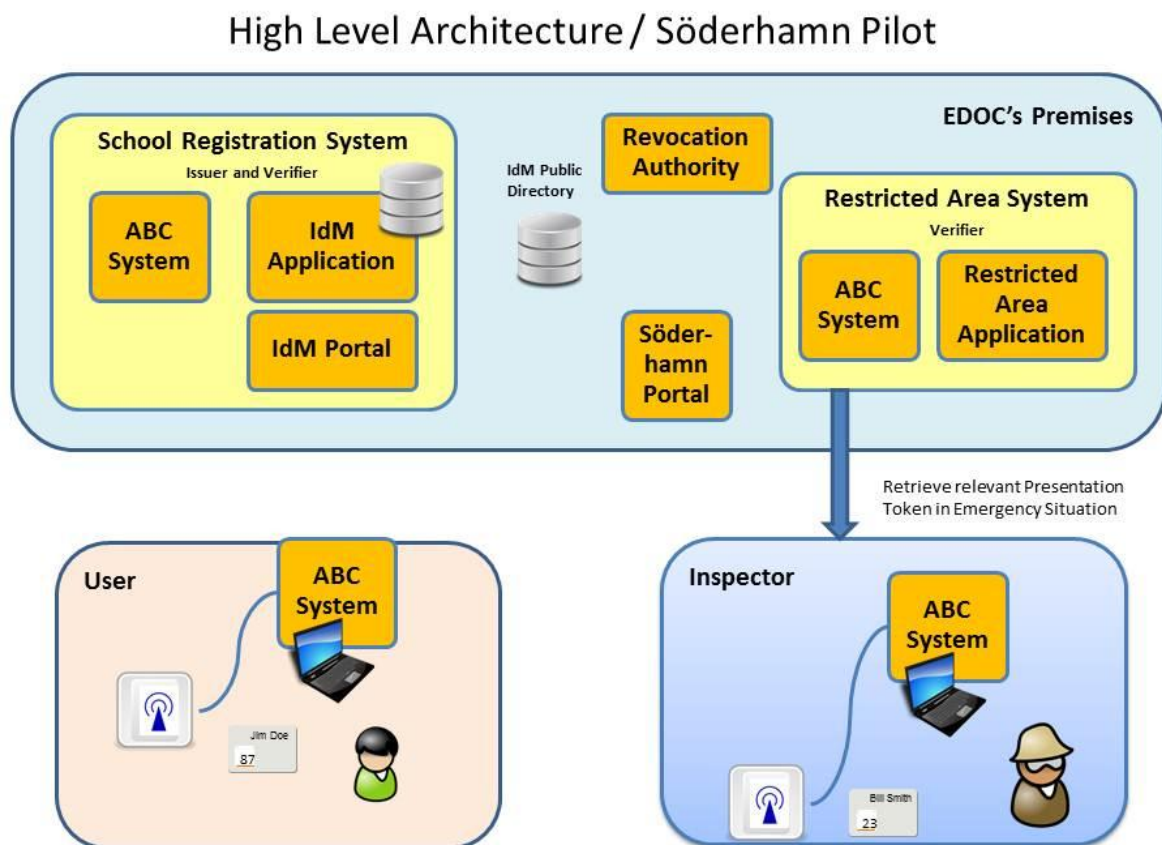 High Level Architecture / Söderhamn Pilot
EDOC's Premises
School Registration System
Issuer and Verifier
ABC
System
IdM
Application
IdM Portal
IdM Public
Directory
Revocation
Authority
Söder-
hamn
Portal
Restricted Area System
Verifier
ABC
System
Restricted
Area
Application
Retrieve relevant Presentation
Token in Emergency Situation
User
ABC
System
Jim Doe
87
Inspector
ABC
System
Bill Smith
23